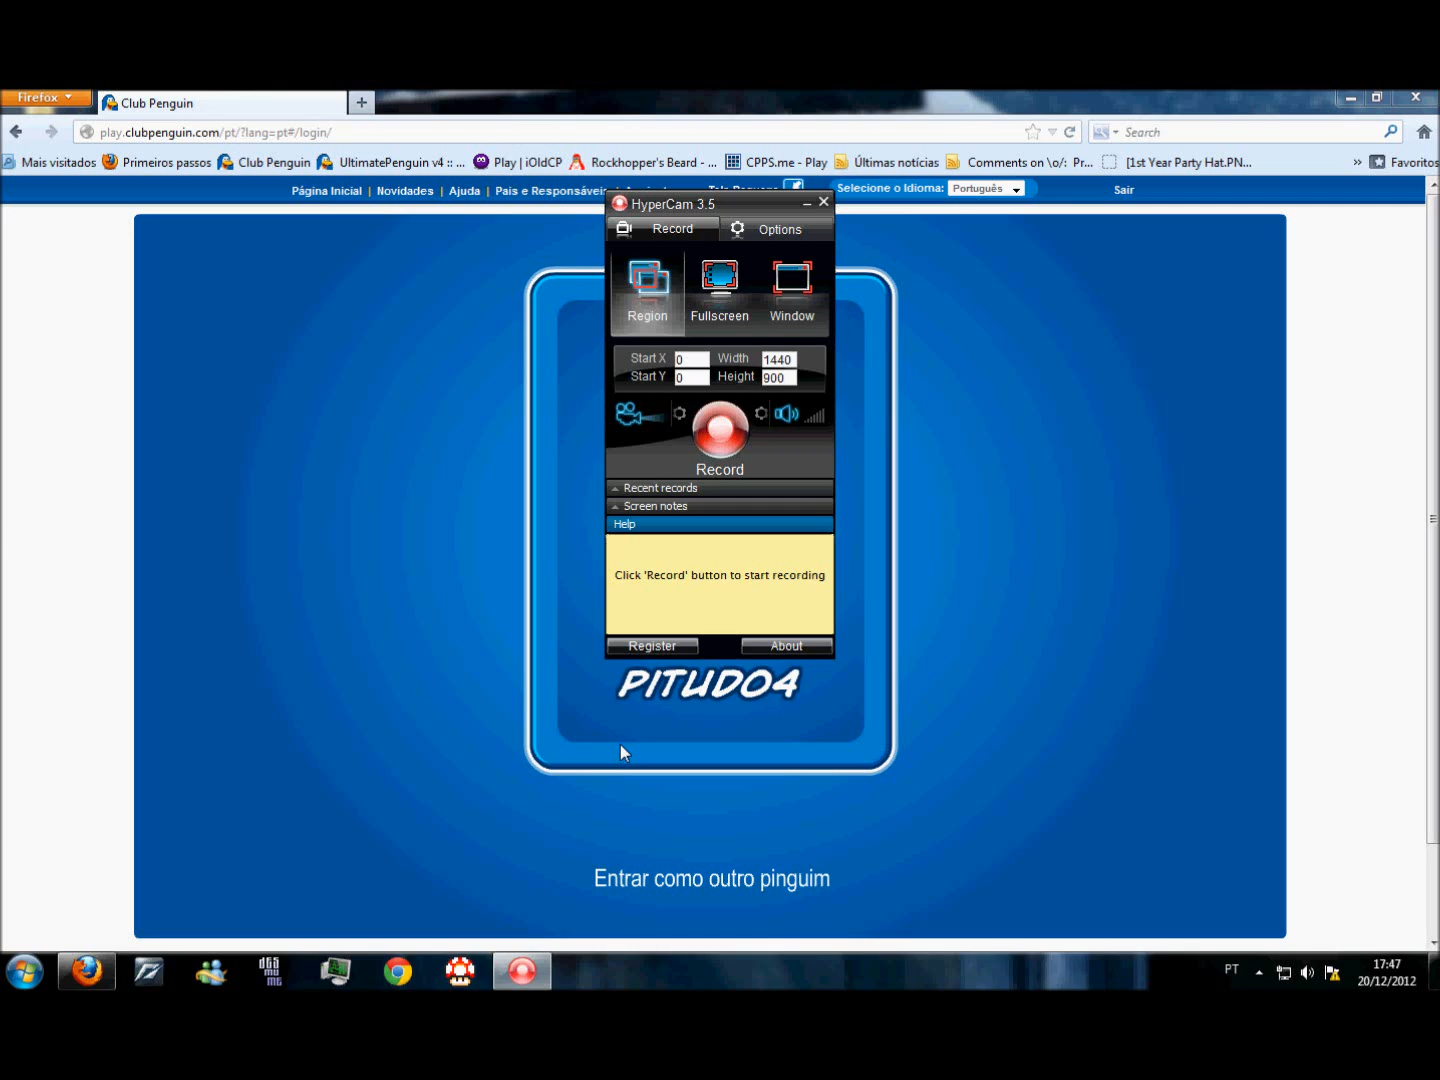 Firefox
Club Penguin
play.clubpenguin.com/pt/?lang=pt#/login/
Search
Mais visitados
Primeiros passos
Club Penguin
UltimatePenguin v4 :: ...
Play | iOldCP
Rockhopper's Beard - ...
CPPS.me - Play
Últimas notícias
Comments on \o/: Pr...
[1st Year Party Hat.PN...
»
Favoritos
Página Inicial | Novidades | Ajuda | Pais e Responsáveis
Selecione o Idioma: Português
Sair
HyperCam 3.5
Record
Options
Region
Fullscreen
Window
Start X 0 Width 1440
Start Y 0 Height 900
Record
Recent records
Screen notes
Help
Click 'Record' button to start recording
Register
About
PITUDO4
Entrar como outro pinguim
PT
17:47
20/12/2012